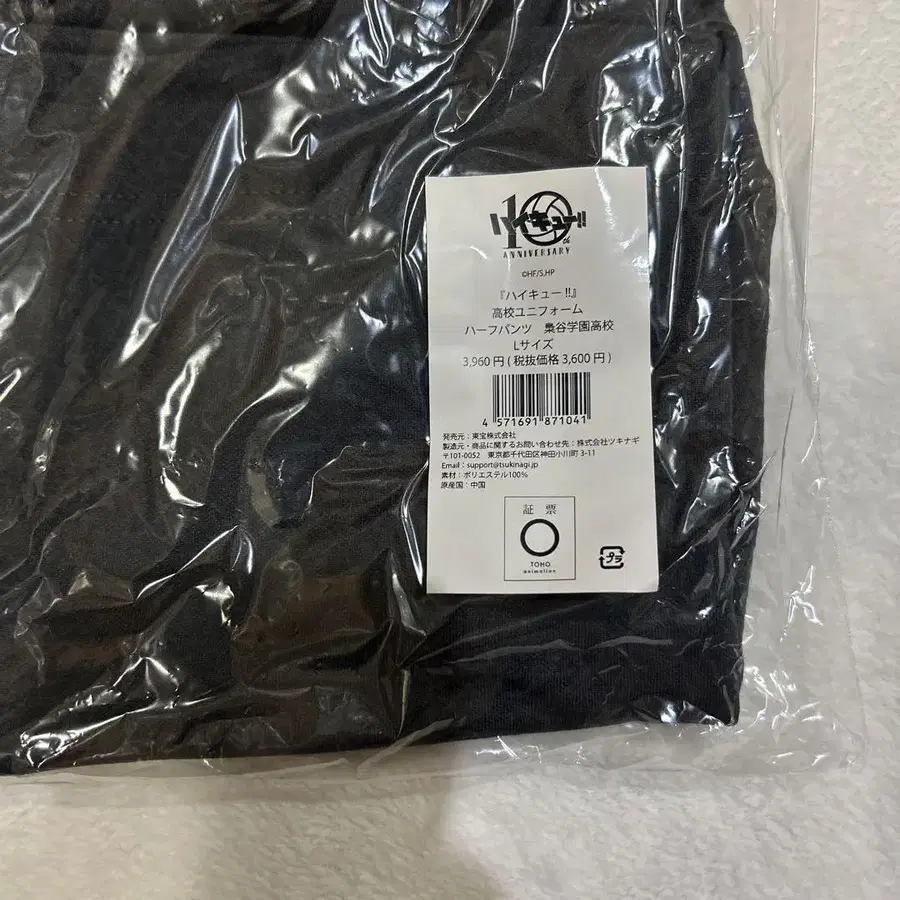 10th
ハイキュー!!
ANNIVERSARY
©HF/S,HP
『ハイキュー!!』
高校ユニフォーム
ハーフパンツ　梟谷学園高校
Lサイズ
3,960円(税抜価格3,600円)
4 571691 871041
発売元：東宝株式会社
製造元・商品に関するお問い合わせ先：株式会社ツキナギ
〒101-0052　東京都千代田区神田小川町3-11
Email：support@tsukinagi.jp
素材：ポリエステル100%
原産国：中国
証票
TOHO
animation
プラ